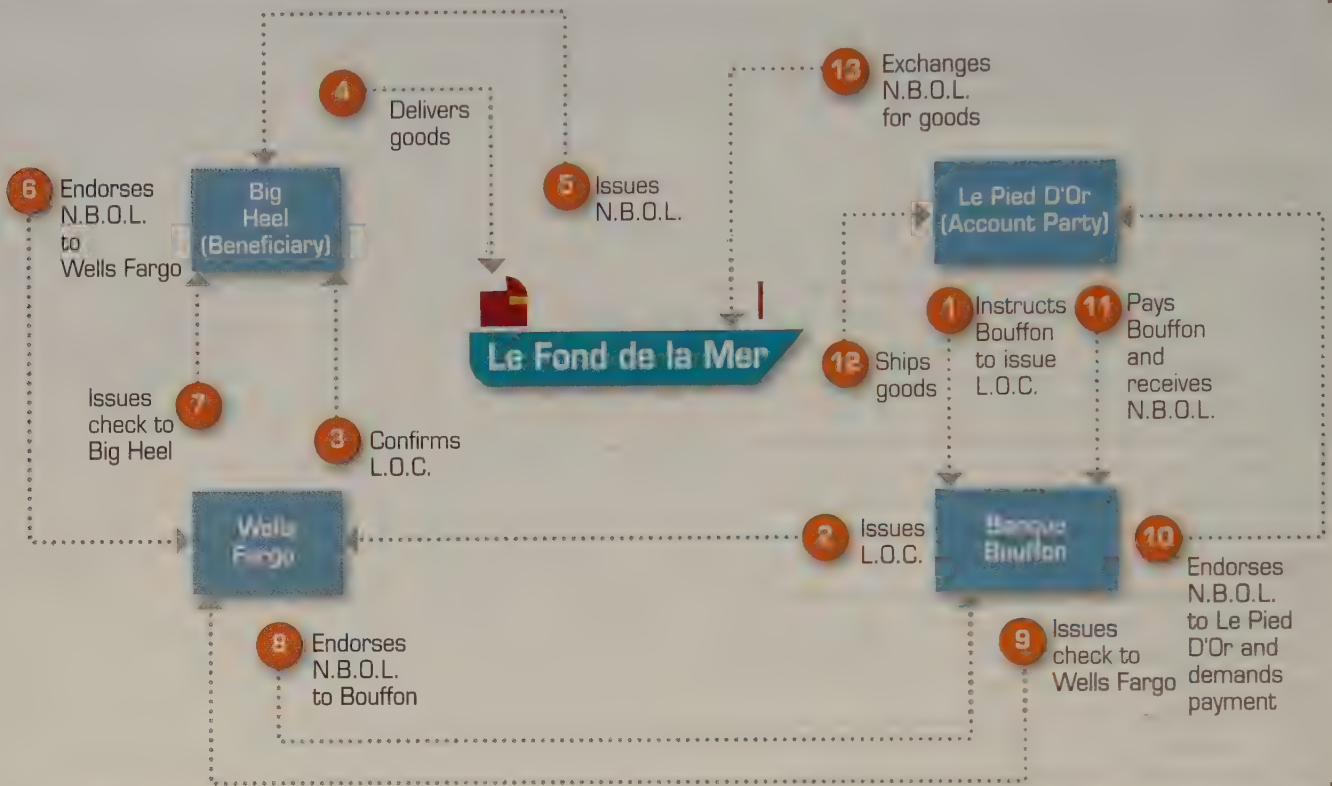 4
Delivers
goods
13
Exchanges
N.B.O.L.
for goods
6
Endorses
N.B.O.L.
to
Wells Fargo
Big
Heel
(Beneficiary)
5
Issues
N.B.O.L.
Le Pied D'Or
(Account Party)
Le Fond de la Mer
1
Instructs
Bouffon
to issue
L.O.C.
11
Pays
Bouffon
and
receives
N.B.O.L.
12
Ships
goods
7
Issues
check to
Big Heel
3
Confirms
L.O.C.
Wells
Fargo
2
Issues
L.O.C.
Banque
Bouffon
10
Endorses
N.B.O.L.
to Le Pied
D'Or and
demands
payment
8
Endorses
N.B.O.L.
to Bouffon
9
Issues
check to
Wells Fargo